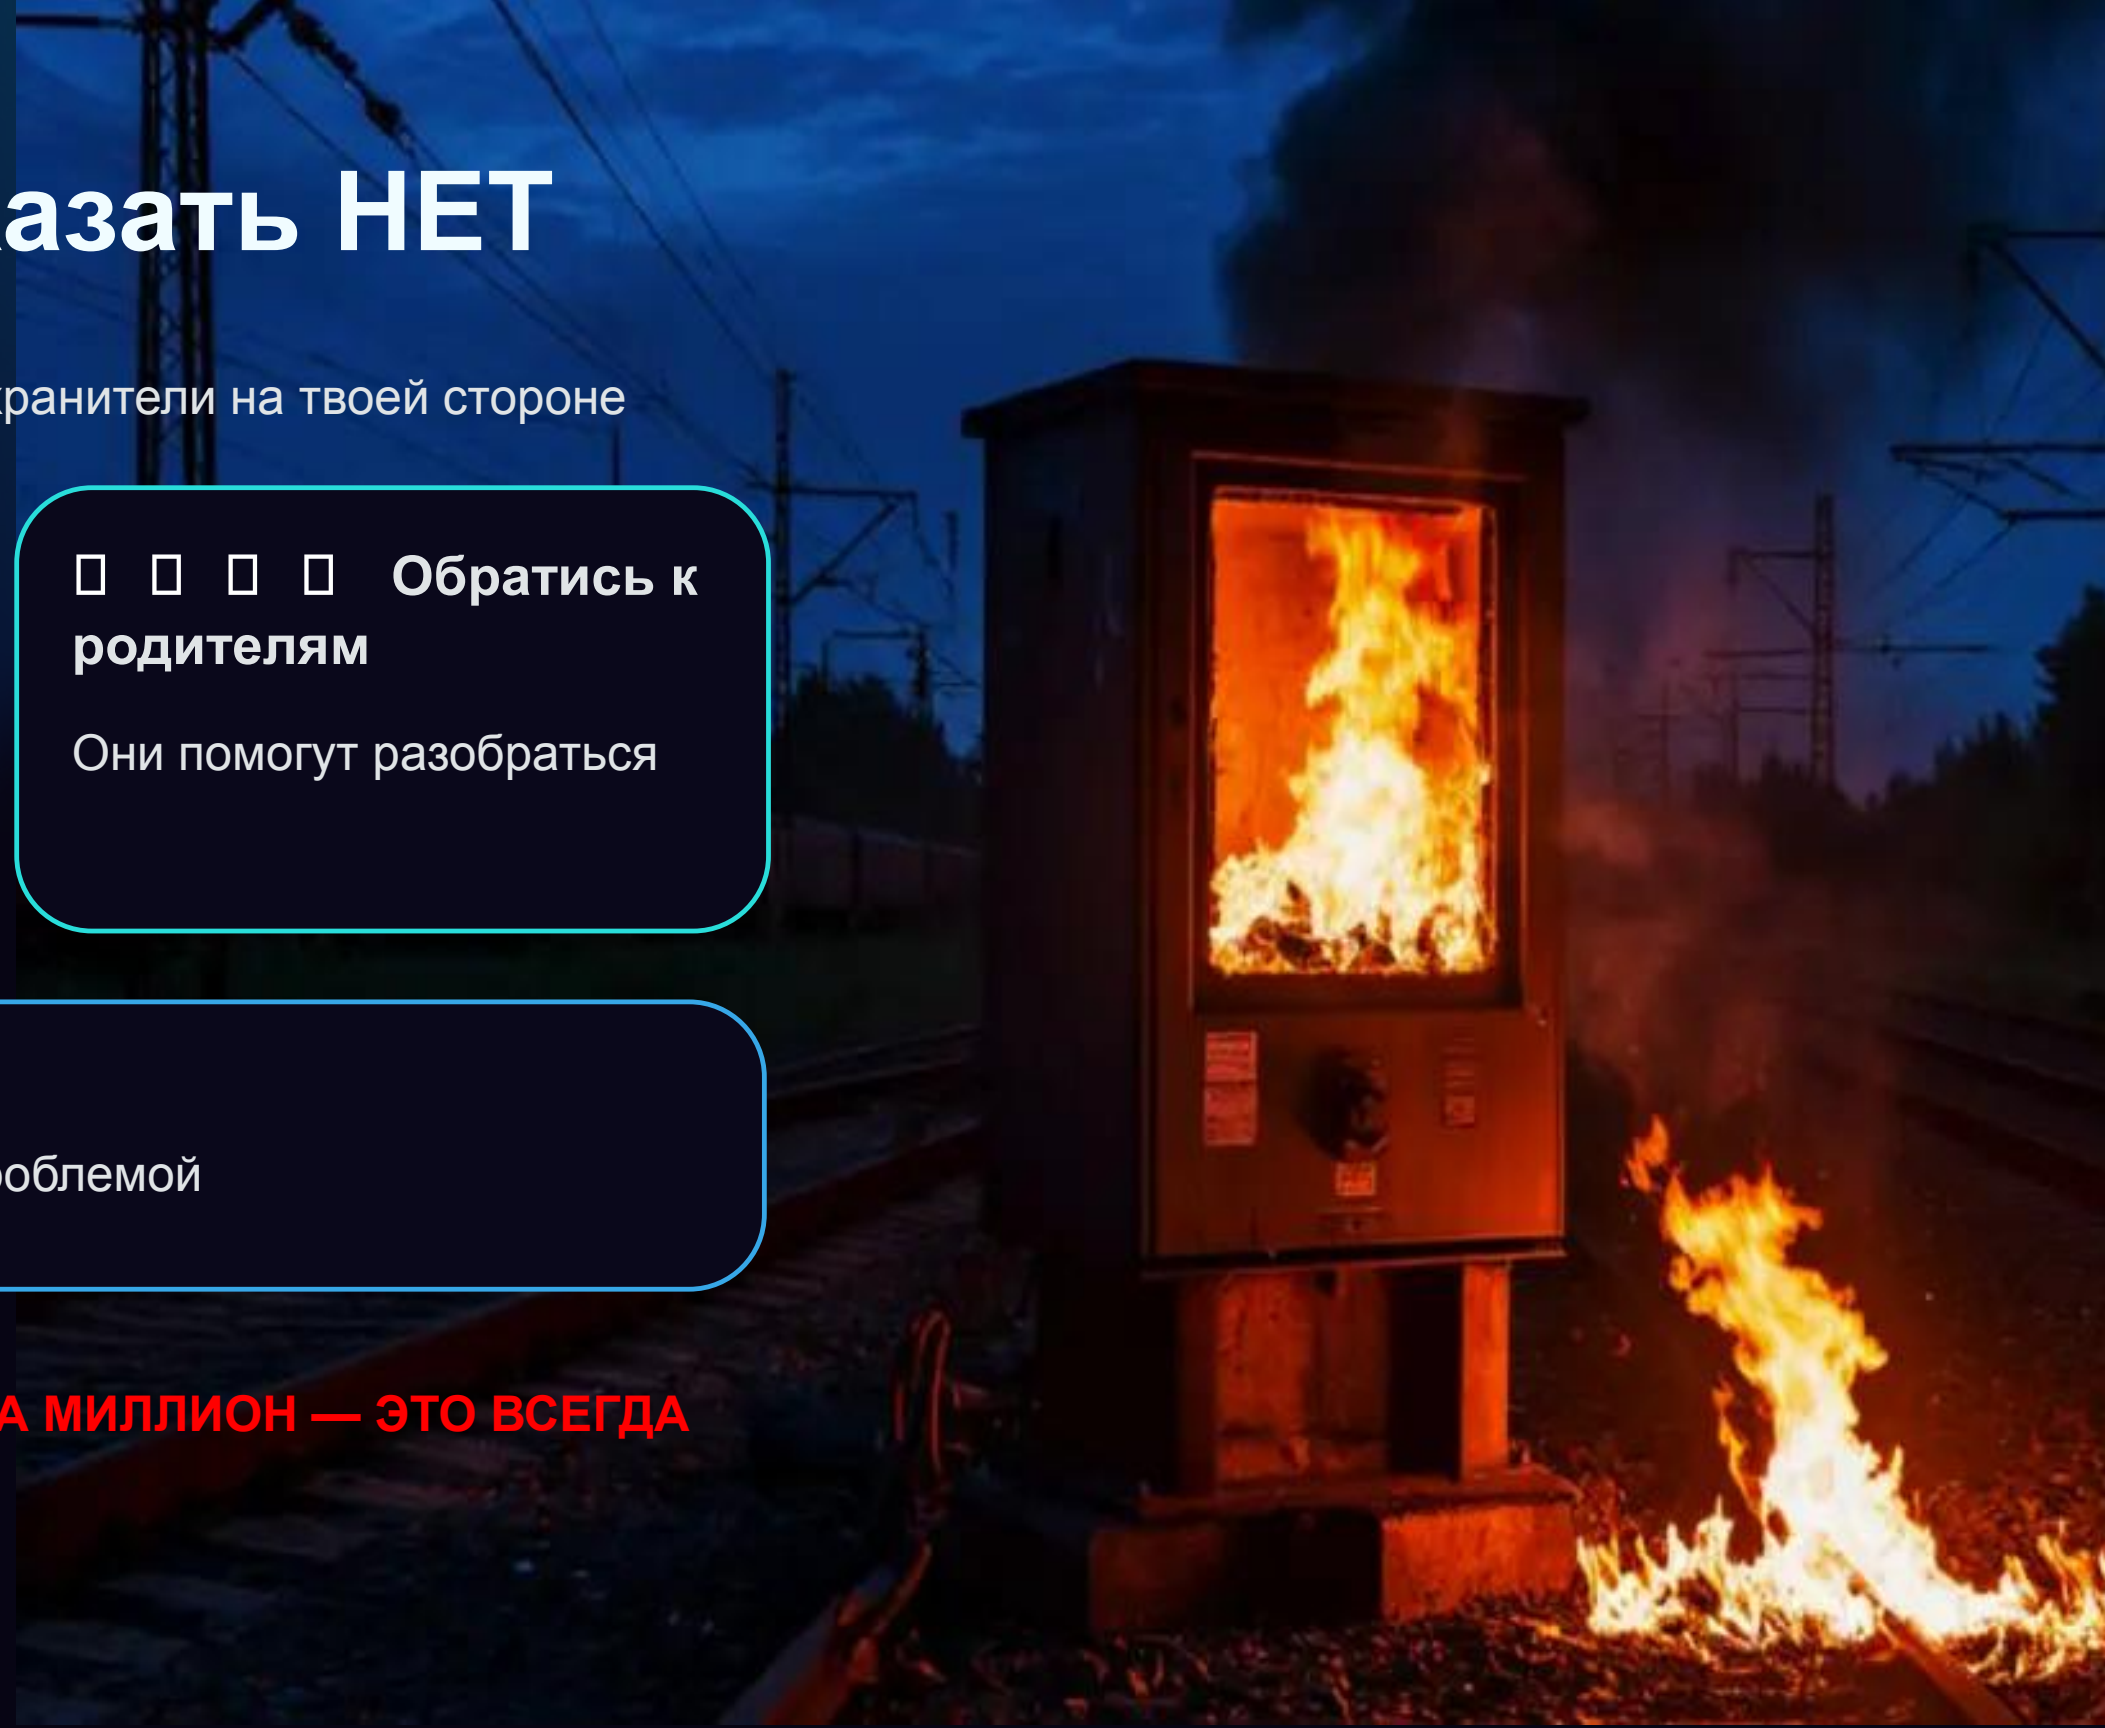 азать НЕТ
хранители на твоей стороне
Обратись к
родителям
Они помогут разобраться
облемой
А МИЛЛИОН — ЭТО ВСЕГДА